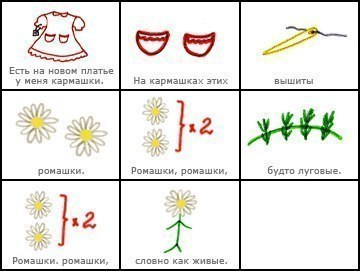 Есть на новом платье
у меня кармашки.
На кармашках этих
вышиты
ромашки.
х 2
Ромашки, ромашки,
будто луговые.
х 2
Ромашки. ромашки,
словно как живые.